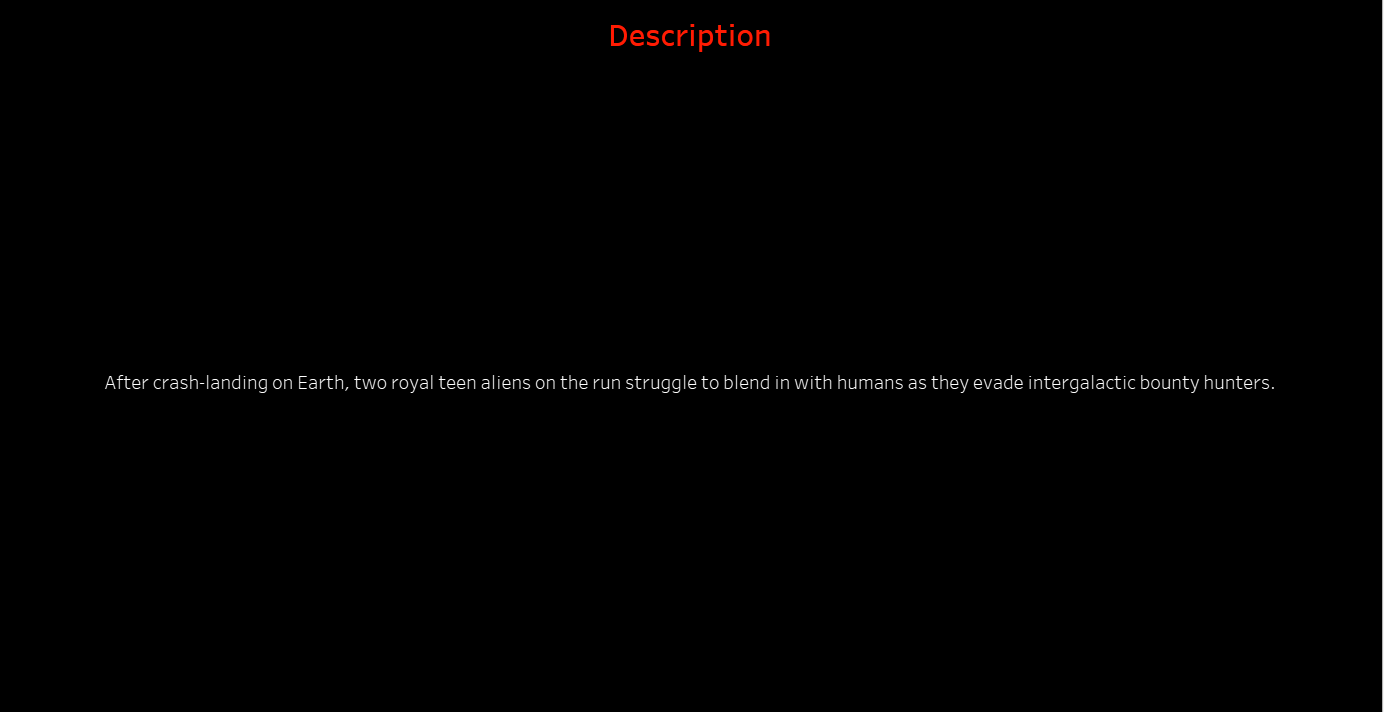 Description
After crash-landing on Earth, two royal teen aliens on the run struggle to blend in with humans as they evade intergalactic bounty hunters.